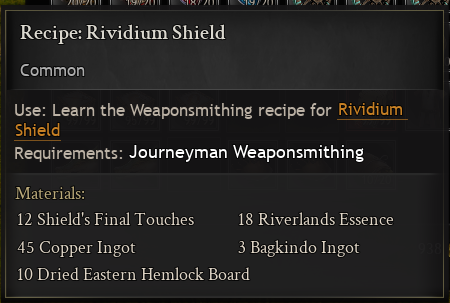 Recipe: Rividium Shield
Common
Use: Learn the Weaponsmithing recipe for Rividium
Shield
Requirements: Journeyman Weaponsmithing
Materials:
12 Shield's Final Touches 18 Riverlands Essence
45 Copper Ingot 3 Bagkindo Ingot
10 Dried Eastern Hemlock Board